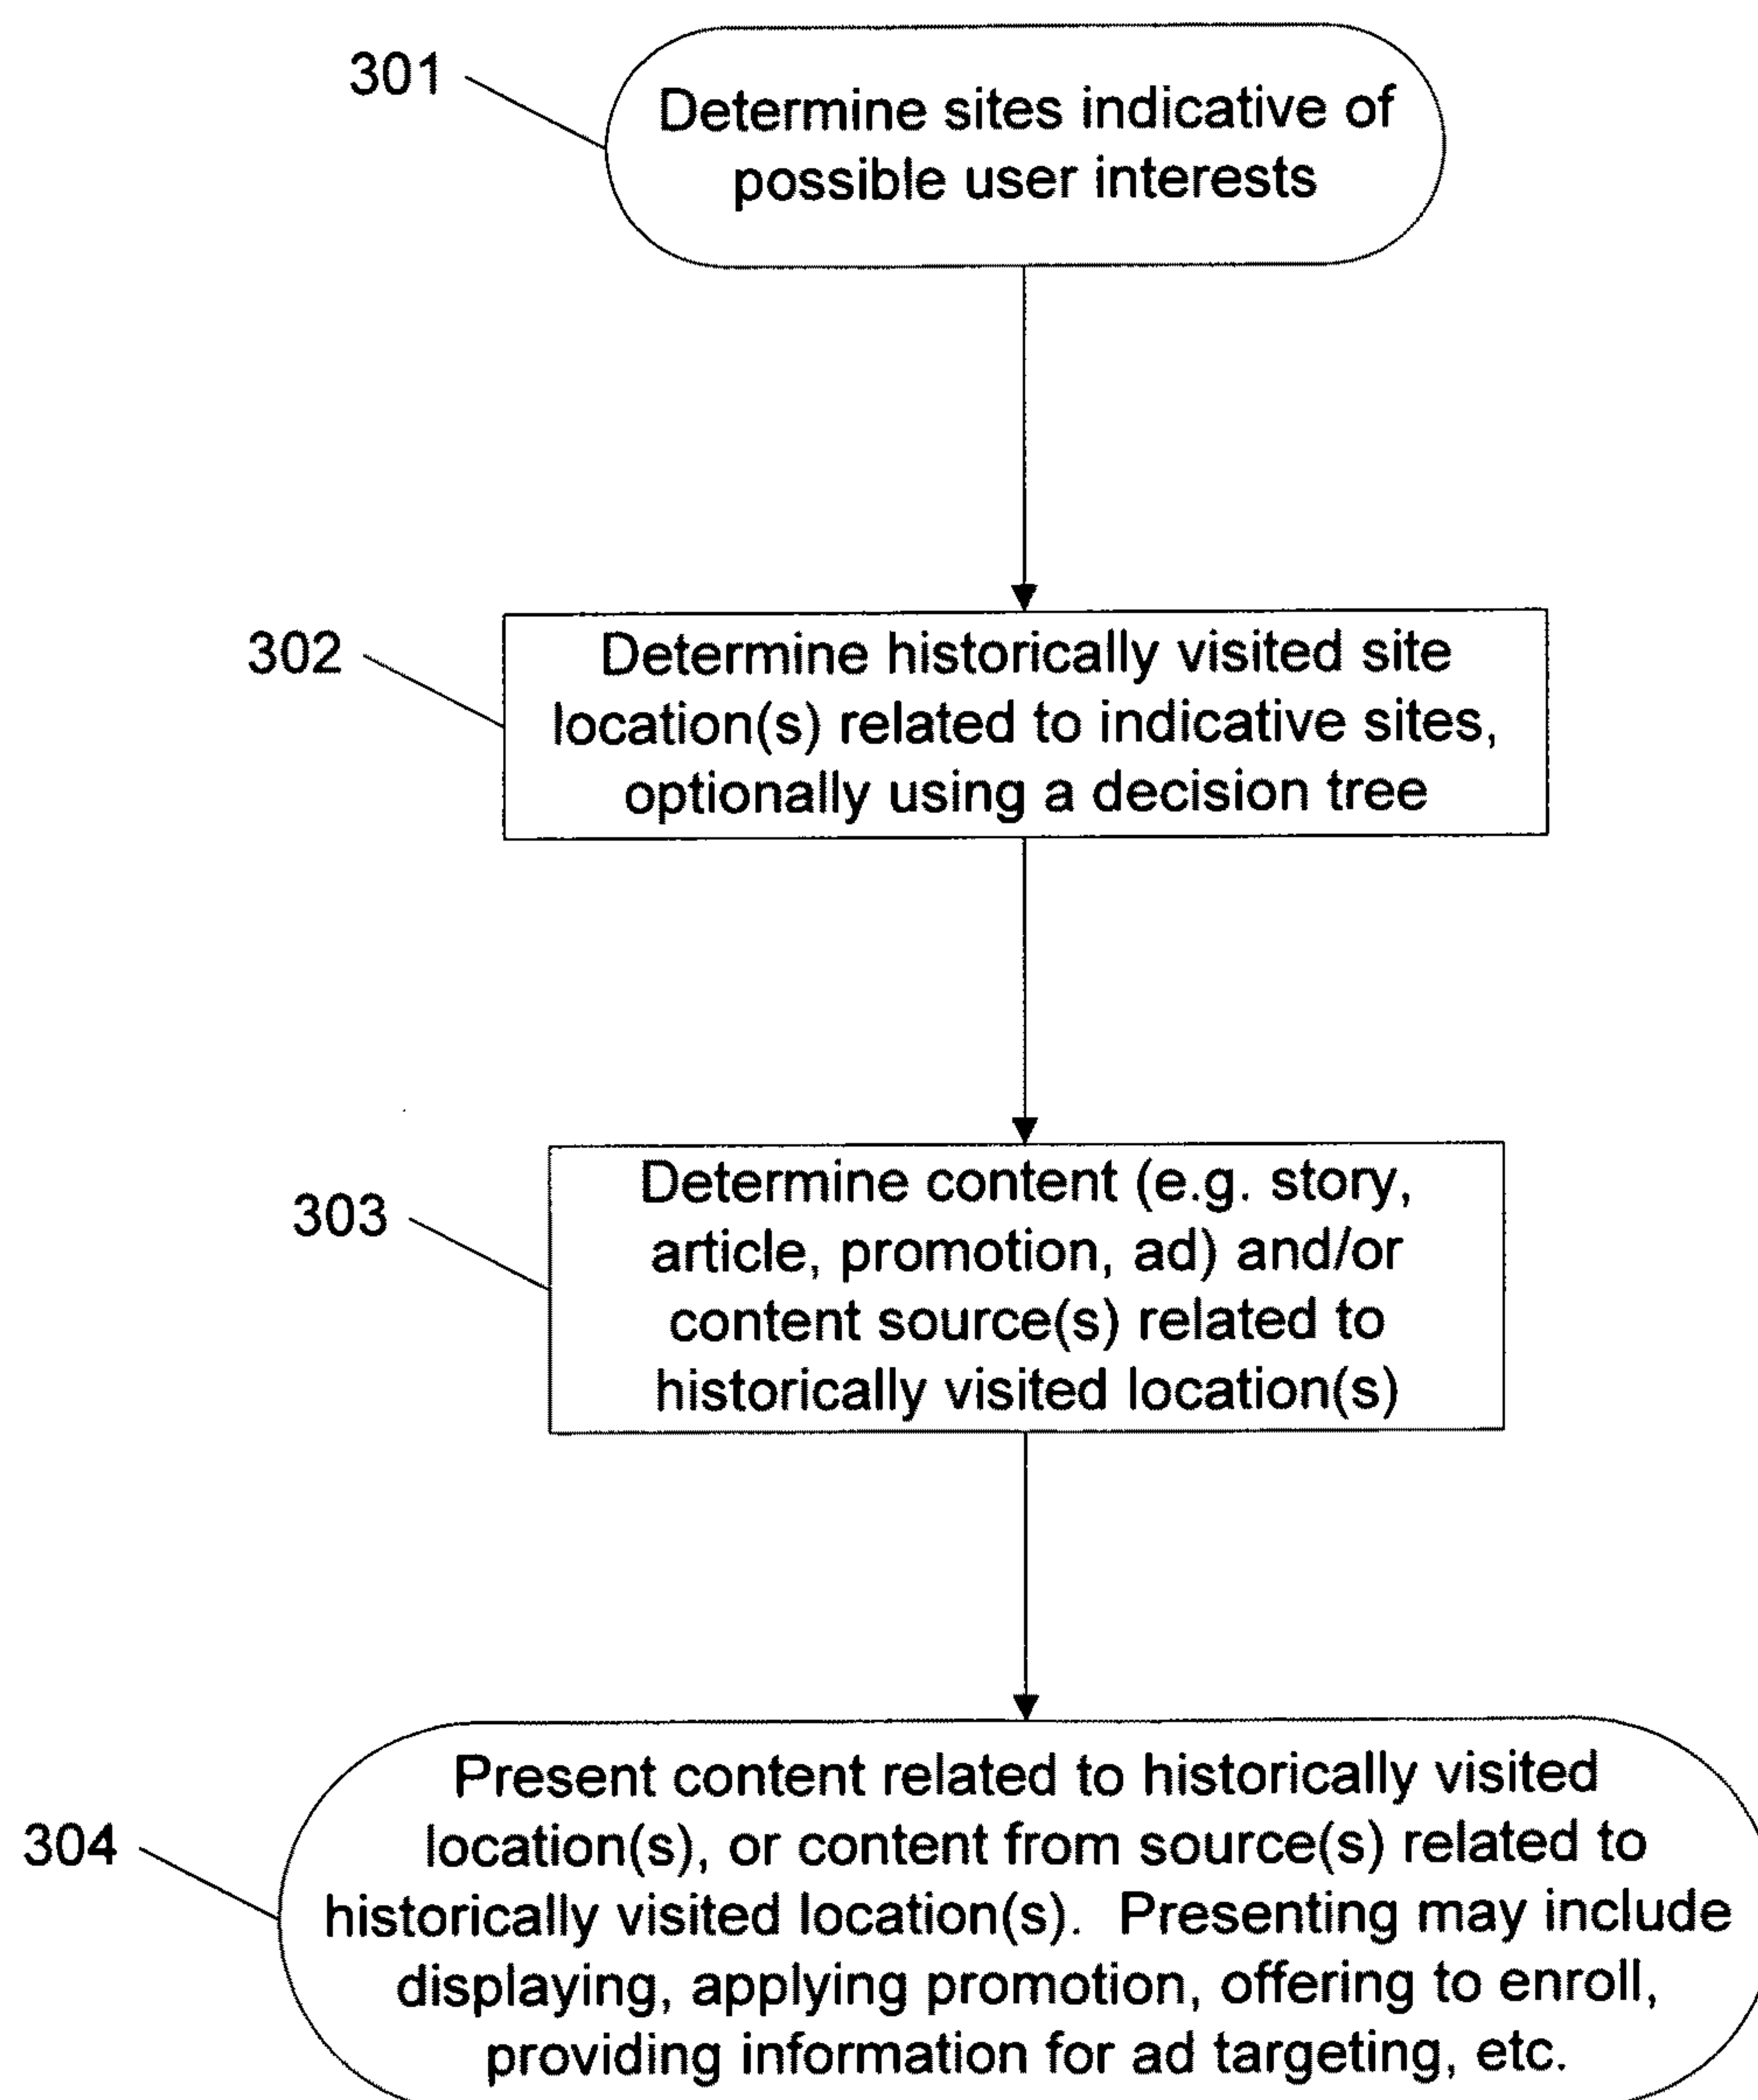 301
Determine sites indicative of
possible user interests
302
Determine historically visited site
location(s) related to indicative sites,
optionally using a decision tree
303
Determine content (e.g. story,
article, promotion, ad) and/or
content source(s) related to
historically visited location(s)
304
Present content related to historically visited
location(s), or content from source(s) related to
historically visited location(s).  Presenting may include
displaying, applying promotion, offering to enroll,
providing information for ad targeting, etc.